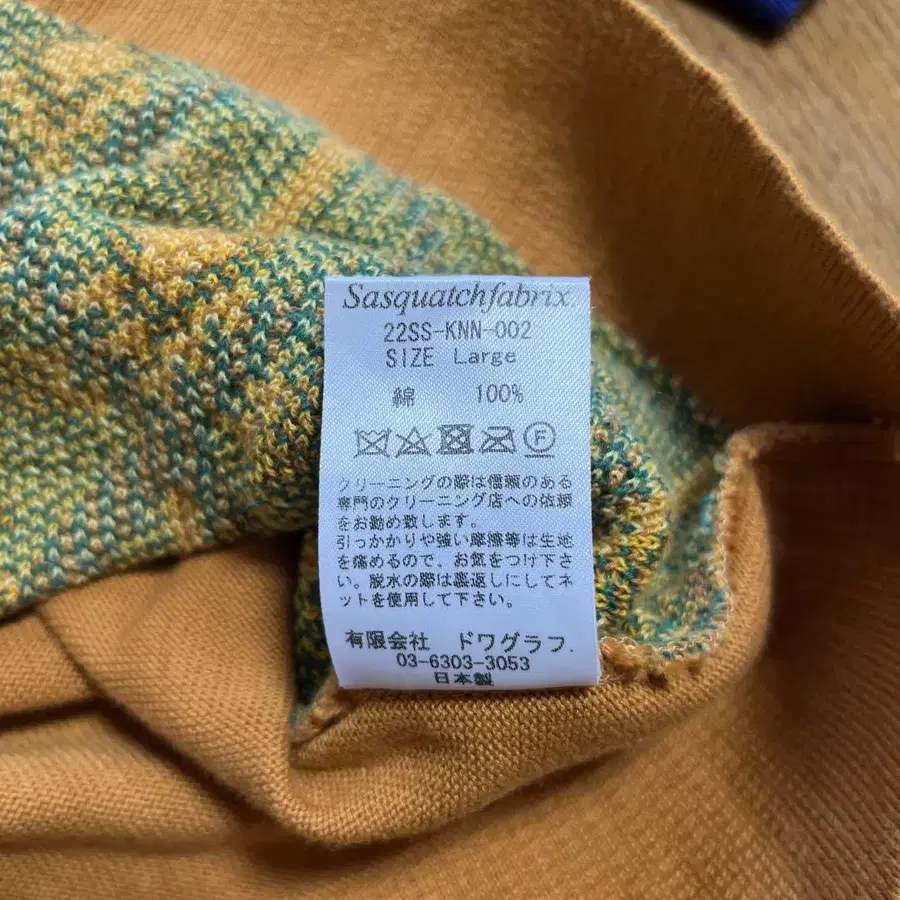 Sasquatchfabrix.
22SS-KNN-002
SIZE Large
綿 100%
F
クリーニングの際は信頼のある
専門のクリーニング店への依頼
をお勧め致します。
引っかかりや強い摩擦等は生地
を痛めるので、お気をつけ下さ
い。脱水の際は裏返しにしてネ
ットを使用して下さい。
有限会社 ドワグラフ.
03-6303-3053
日本製